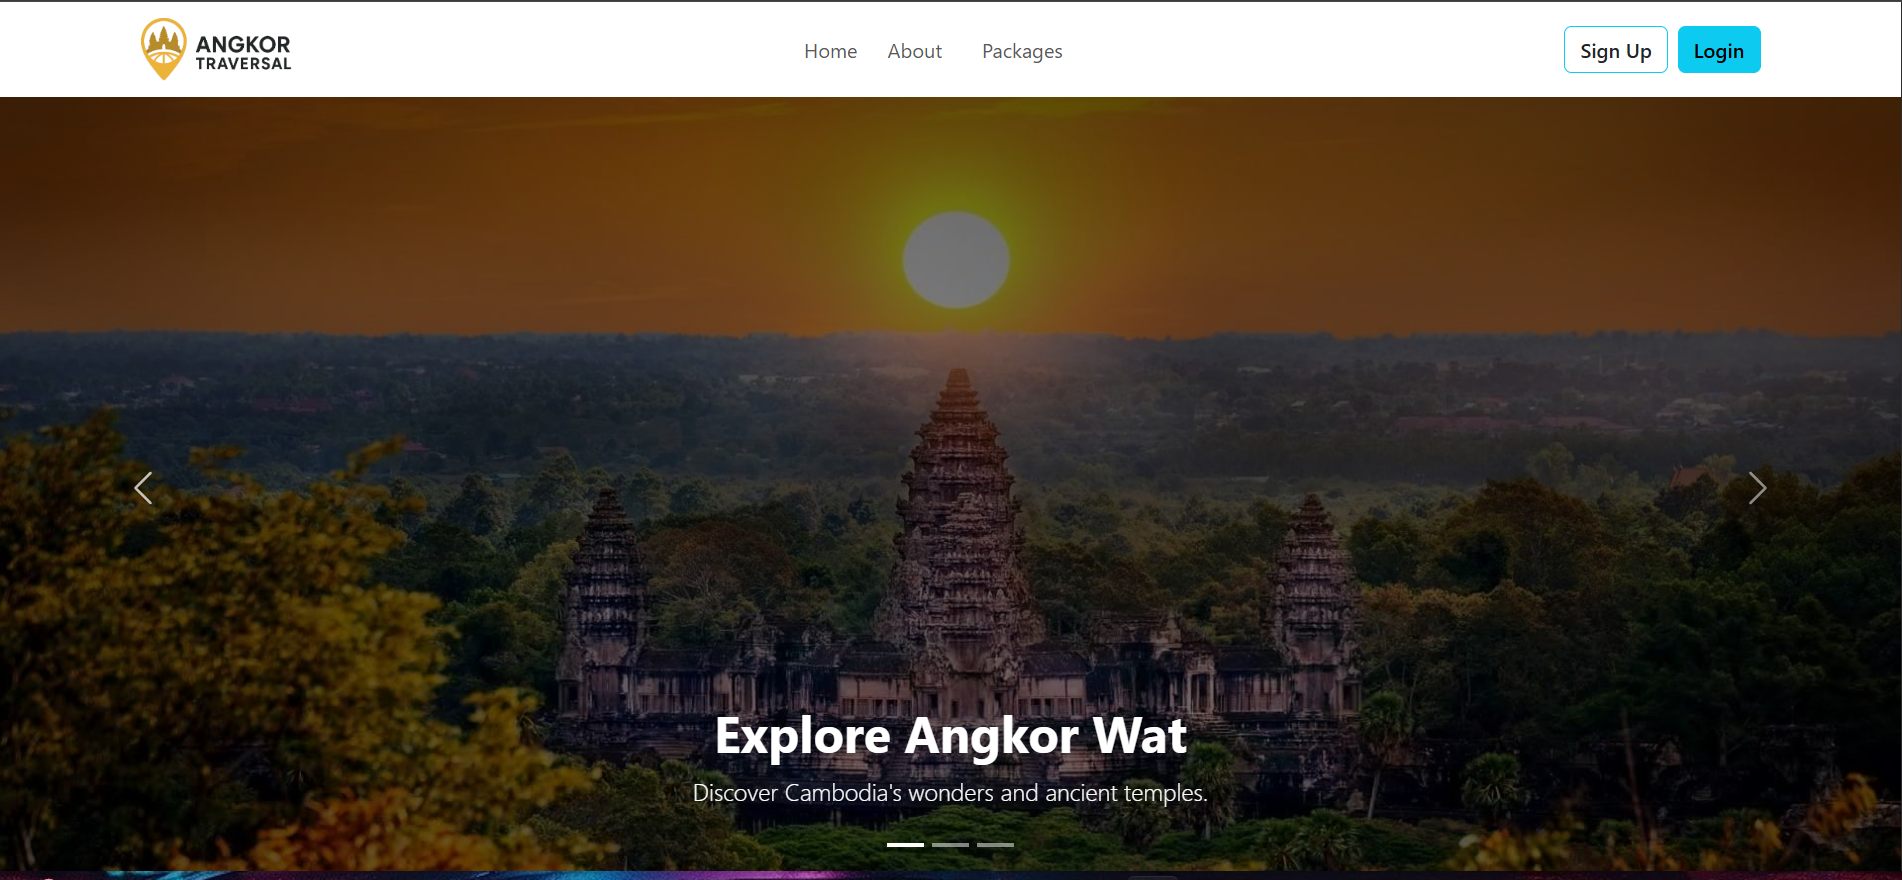 ANGKOR
TRAVERSAL
Home About Packages
Sign Up Login
Explore Angkor Wat
Discover Cambodia's wonders and ancient temples.